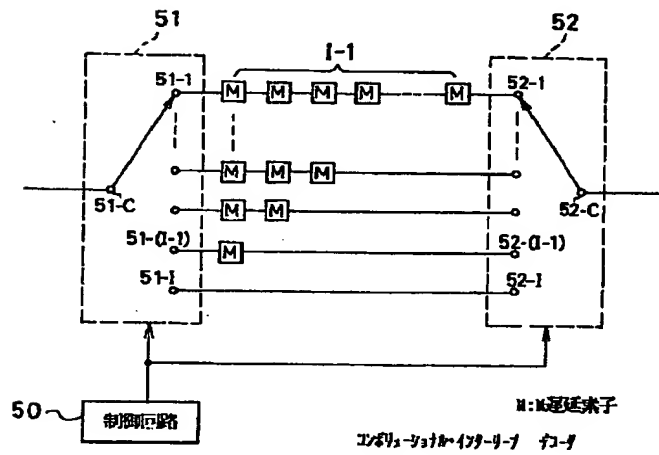 51
52
I-1
51-1
M M M M M
52-1
M M M
51-C
52-C
M M
51-(I-1)
M
52-(I-1)
51-I
52-I
50
制御回路
M:M遅延素子
コンボリューショナル・インターリーブ デコーダ